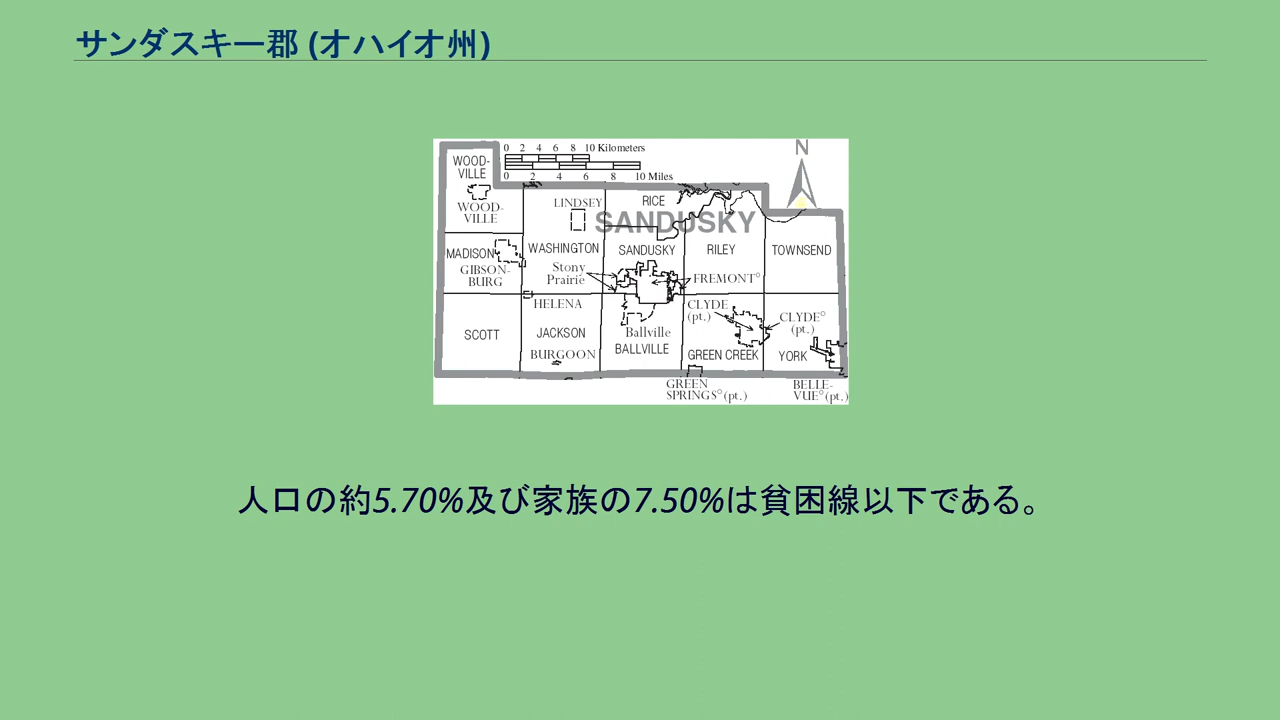 サンダスキー郡 (オハイオ州)
0 2 4 6 8 10 Kilometers
0 2 4 6 8 10 Miles
N
WOOD-
VILLE
WOOD-
VILLE
LINDSEY
RICE
SANDUSKY
MADISON
GIBSON-
BURG
WASHINGTON
SANDUSKY
RILEY
TOWNSEND
Stony
Prairie
FREMONT°
HELENA
CLYDE
(pt.)
CLYDE°
(pt.)
SCOTT
JACKSON
Ballville
BALLVILLE
BURGOON
GREEN CREEK
YORK
GREEN
SPRINGS°(pt.)
BELLE-
VUE°(pt.)
人口の約5.70%及び家族の7.50%は貧困線以下である。